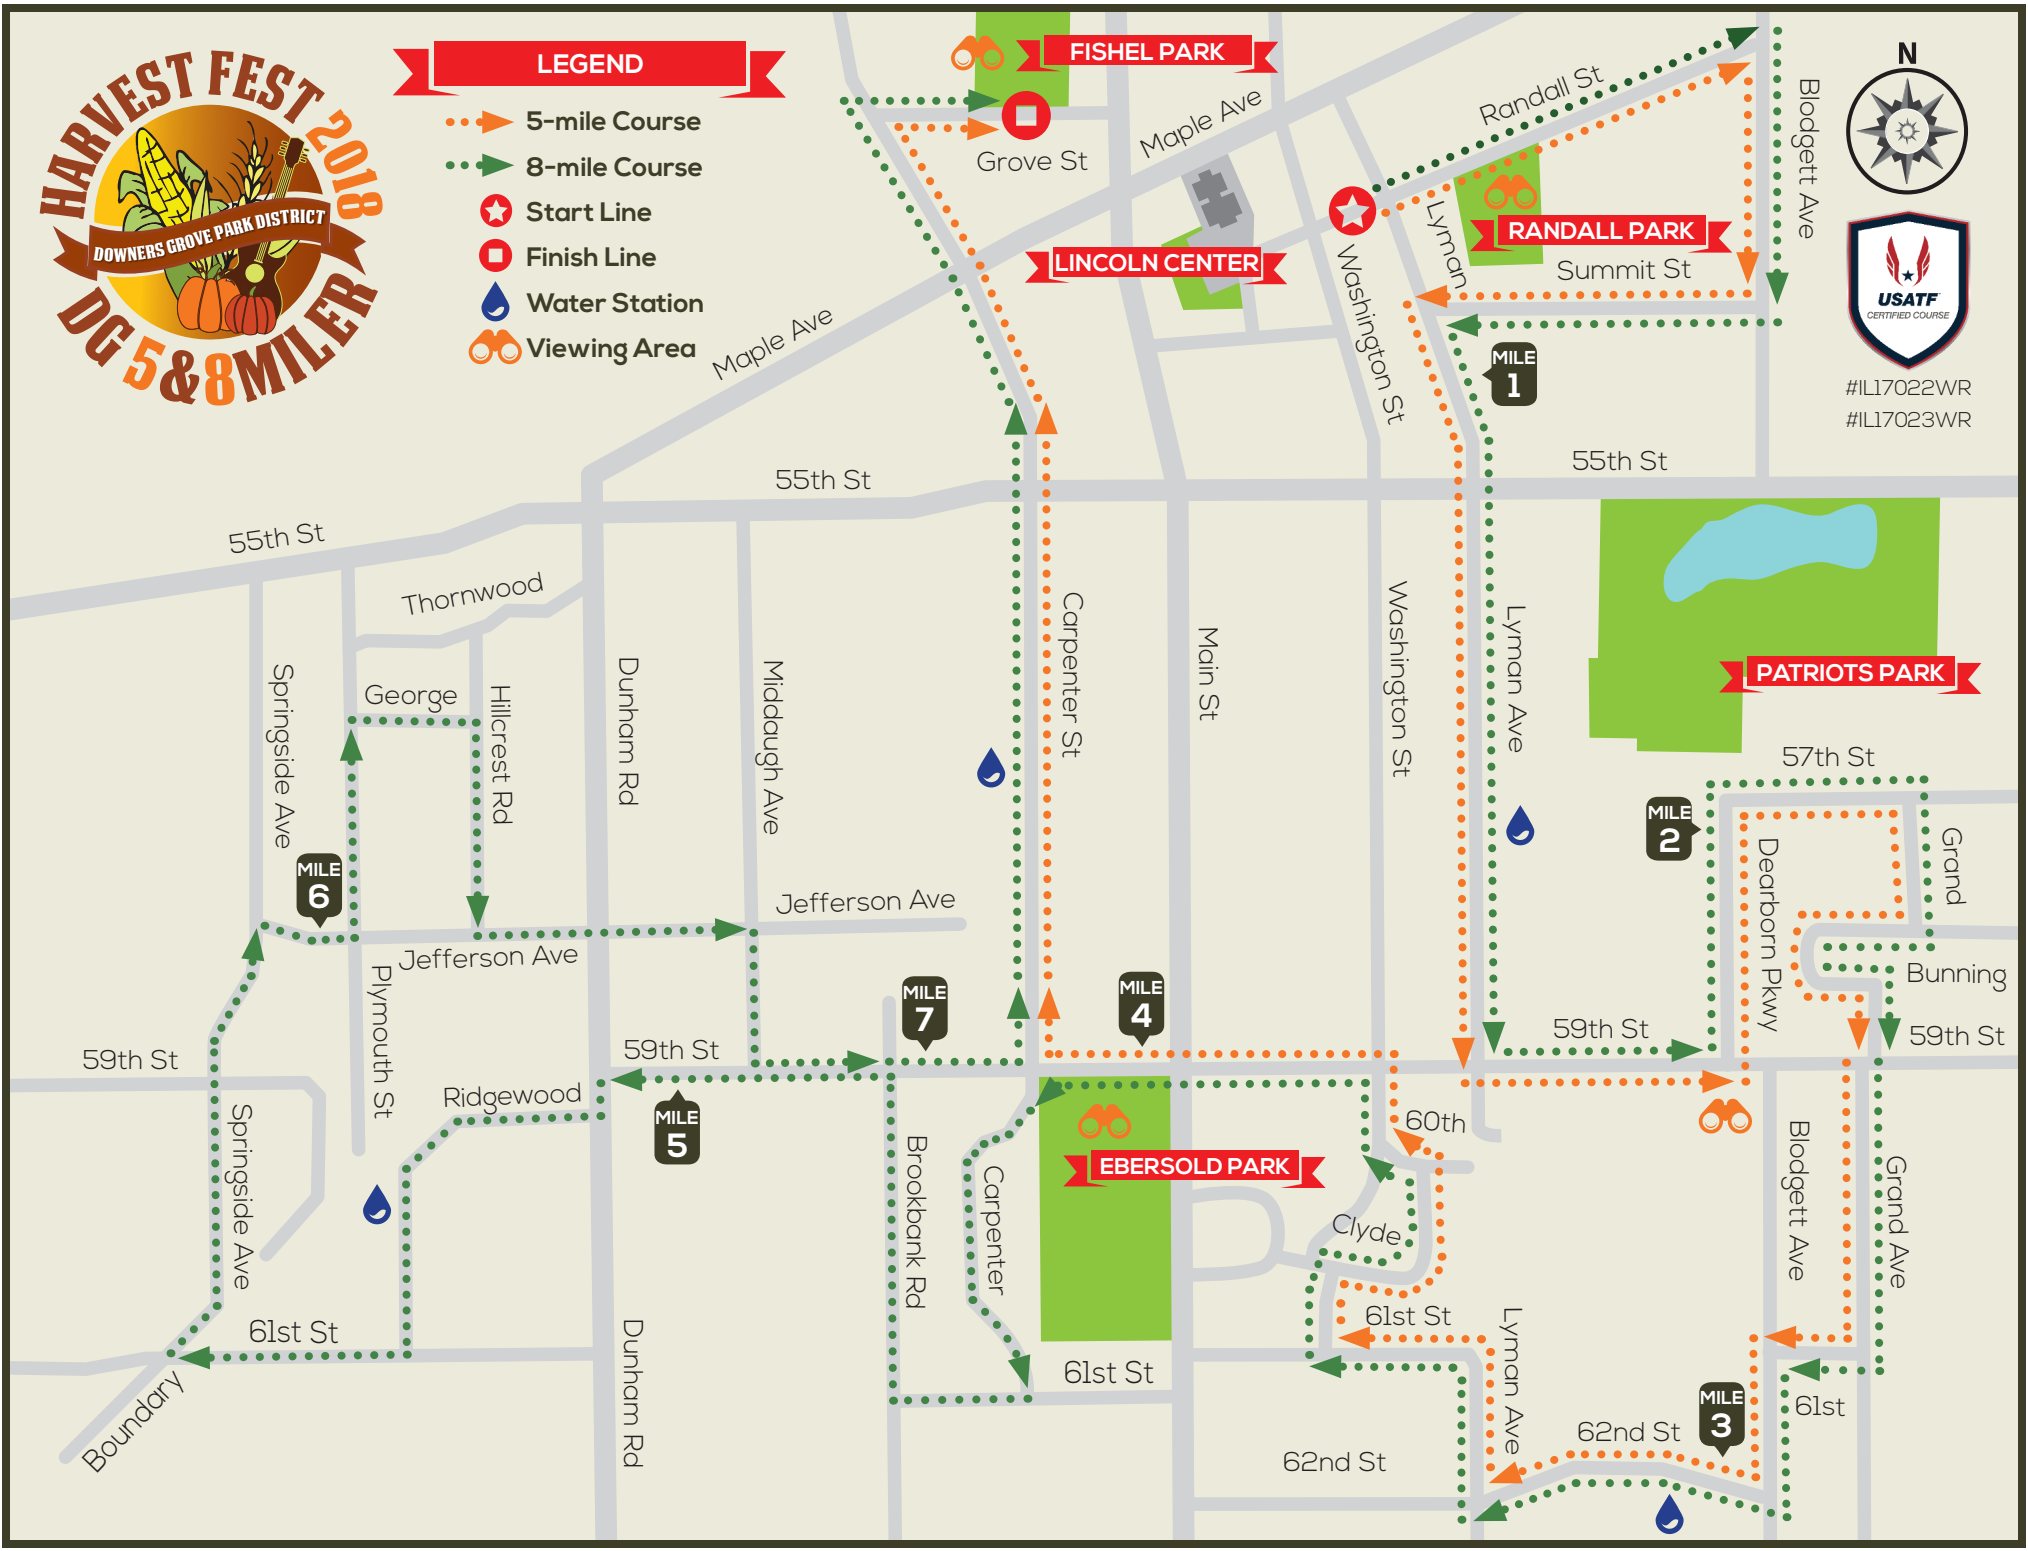 HARVEST FEST 2018
DOWNERS GROVE PARK DISTRICT
DG 5 & 8 MILER
LEGEND
5-mile Course
8-mile Course
Start Line
Finish Line
Water Station
Viewing Area
FISHEL PARK
Grove St
Maple Ave
Randall St
Blodgett Ave
N
USATF
CERTIFIED COURSE
#IL17022WR
#IL17023WR
LINCOLN CENTER
Lyman
RANDALL PARK
Summit St
Washington St
Maple Ave
MILE
1
55th St
55th St
55th St
Thornwood
George
Springside Ave
Hillcrest Rd
Dunham Rd
Middaugh Ave
Carpenter St
Main St
Washington St
Lyman Ave
PATRIOTS PARK
57th St
MILE
2
Dearborn Pkwy
Grand
Bunning
MILE
6
Jefferson Ave
Jefferson Ave
Plymouth St
MILE
7
MILE
4
59th St
59th St
59th St
59th St
Ridgewood
MILE
5
Springside Ave
Brookbank Rd
Carpenter
EBERSOLD PARK
60th
Clyde
Blodgett Ave
Grand Ave
61st St
61st St
61st St
61st
Boundary
Dunham Rd
Lyman Ave
MILE
3
62nd St
62nd St